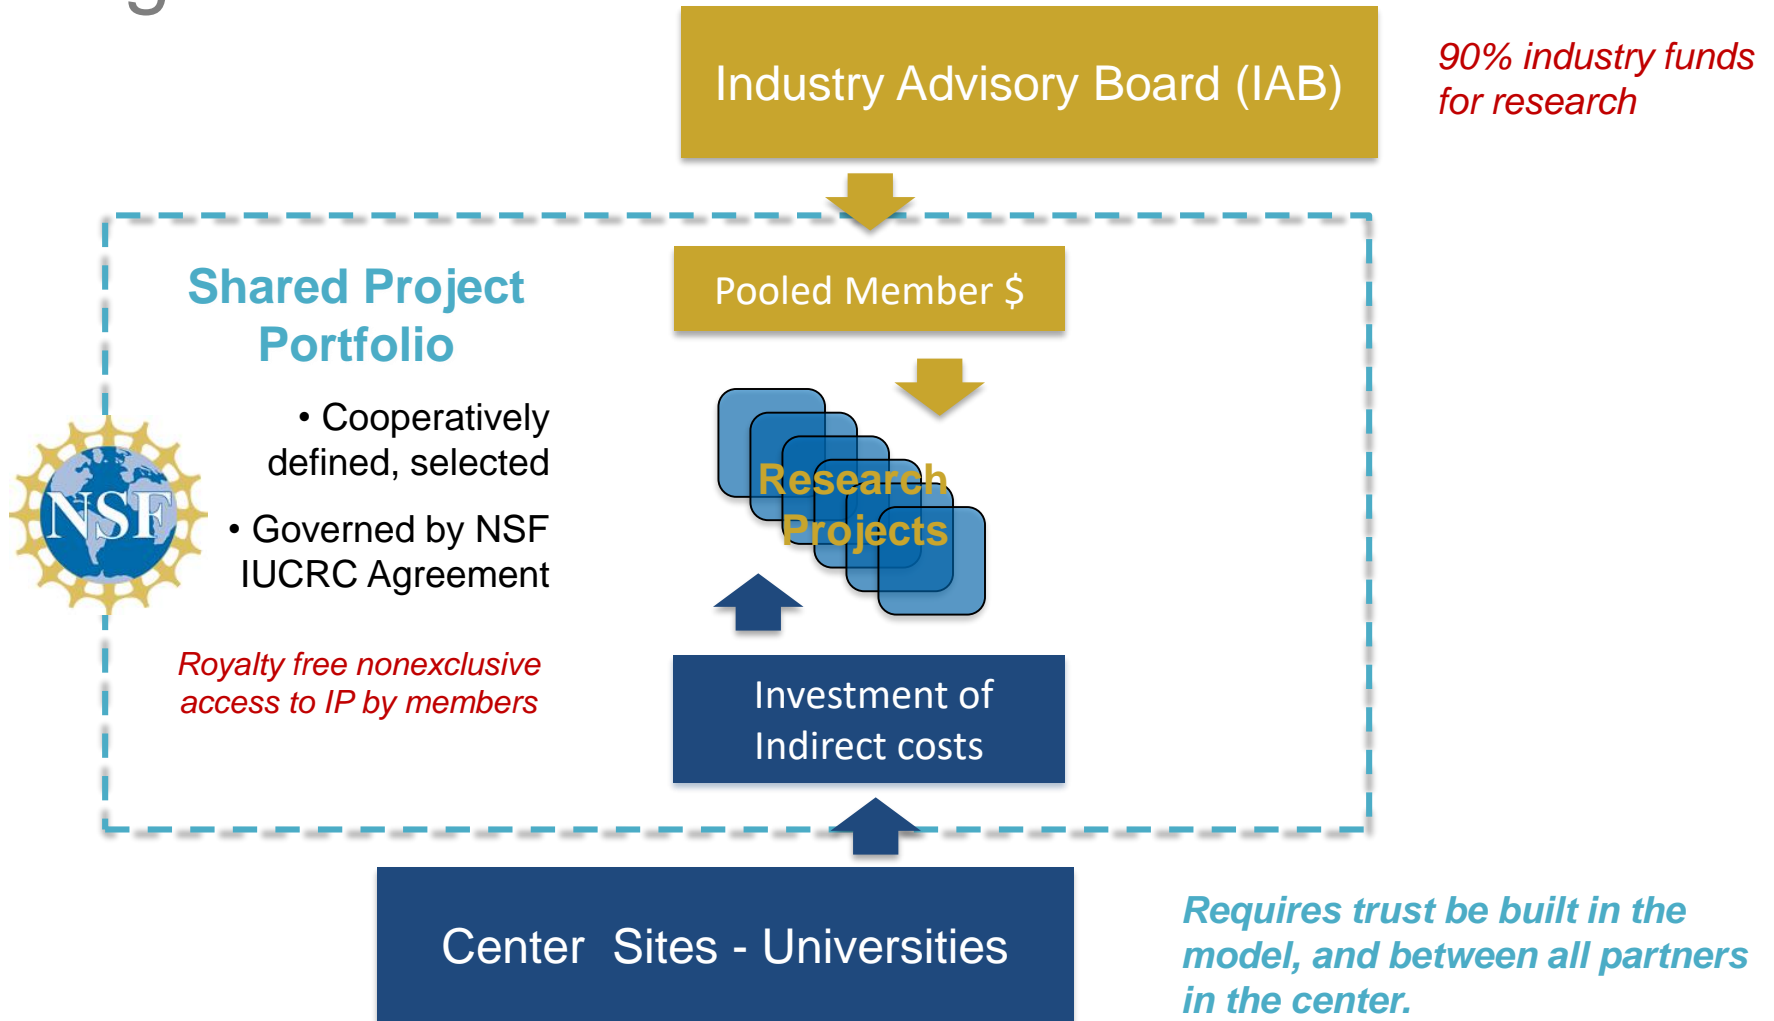 Industry Advisory Board (IAB)
90% industry funds
for research
Pooled Member $
Shared Project
Portfolio
• Cooperatively
defined, selected
• Governed by NSF
IUCRC Agreement
NSF
Research
Projects
Royalty free nonexclusive
access to IP by members
Investment of
Indirect costs
Center Sites - Universities
Requires trust be built in the
model, and between all partners
in the center.